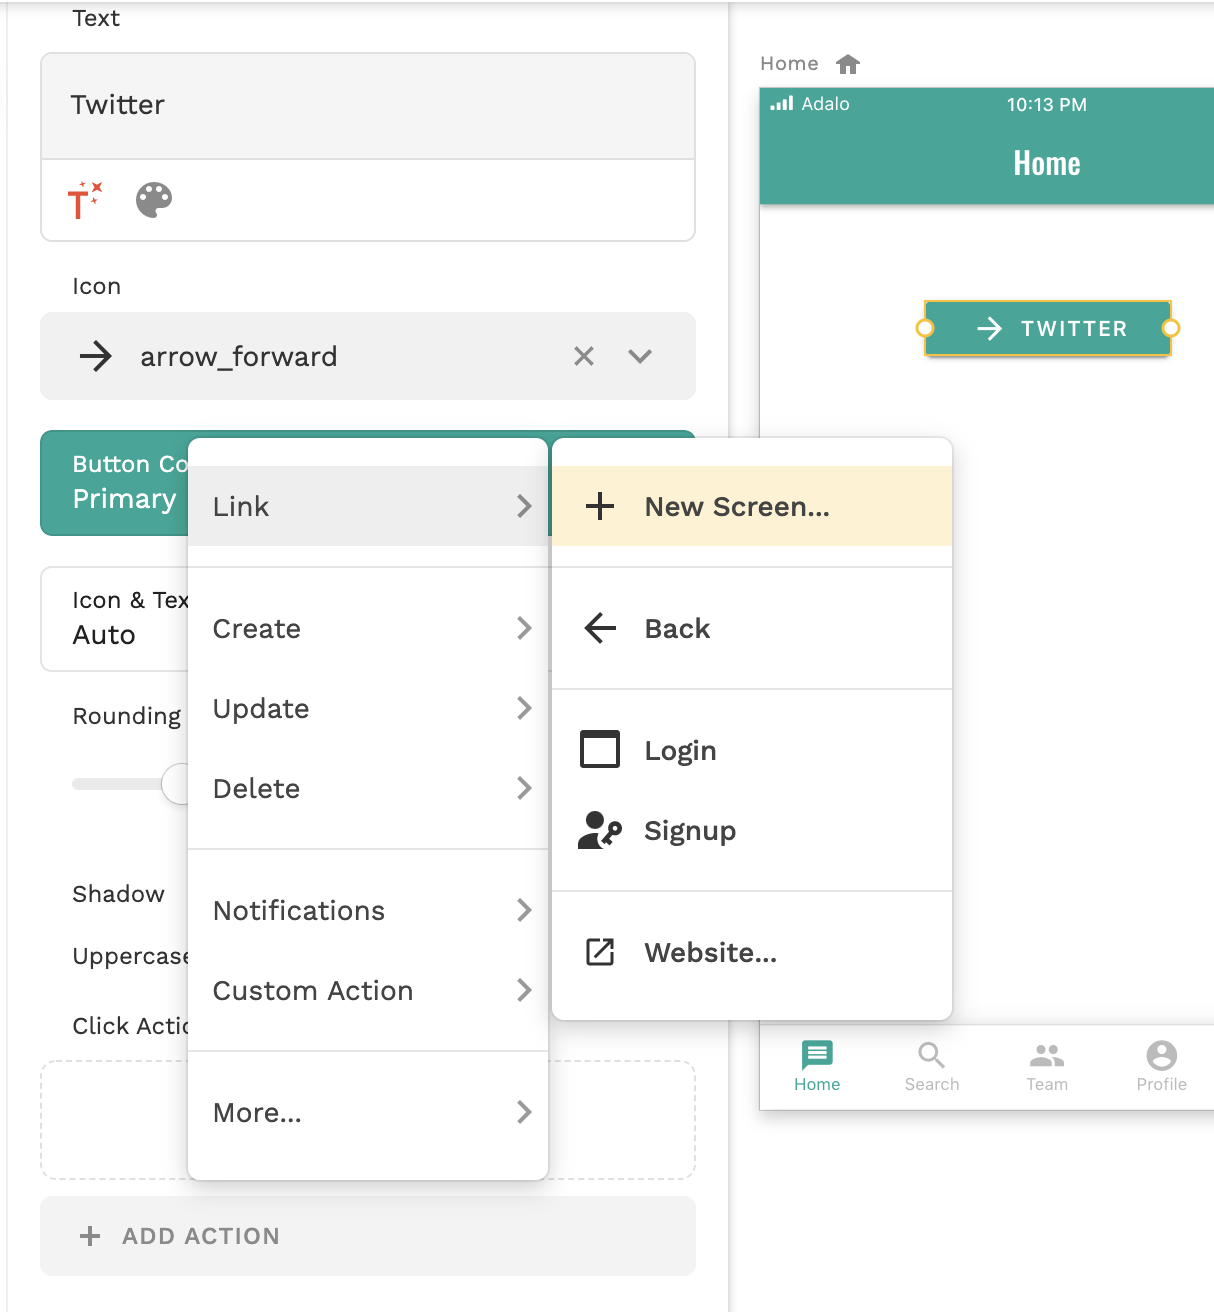 Text
Twitter
T
Icon
arrow_forward
Button Co
Primary
Icon & Tex
Auto
Rounding
Shadow
Uppercase
Click Actio
ADD ACTION
Link
Create
Update
Delete
Notifications
Custom Action
More...
New Screen...
Back
Login
Signup
Website...
Home
Adalo
10:13 PM
Home
TWITTER
Home
Search
Team
Profile